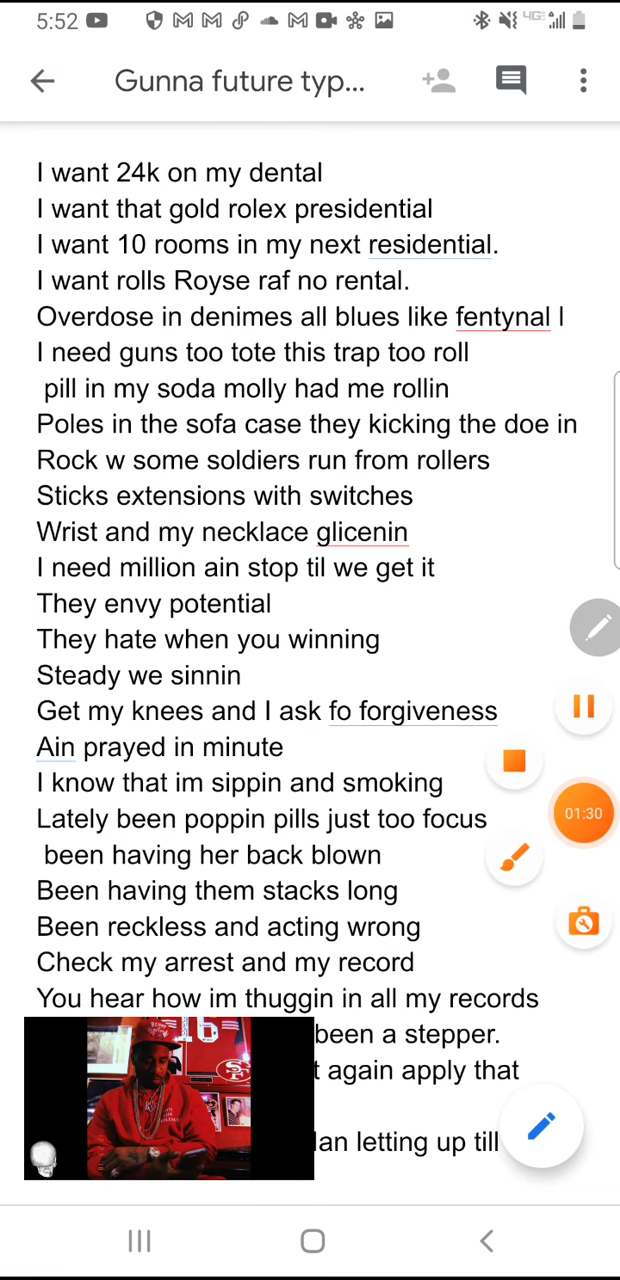 5:52
4GE
Gunna future typ...
I want 24k on my dental
I want that gold rolex presidential
I want 10 rooms in my next residential.
I want rolls Royse raf no rental.
Overdose in denimes all blues like fentynal l
I need guns too tote this trap too roll
pill in my soda molly had me rollin
Poles in the sofa case they kicking the doe in
Rock w some soldiers run from rollers
Sticks extensions with switches
Wrist and my necklace glicenin
I need million ain stop til we get it
They envy potential
They hate when you winning
Steady we sinnin
Get my knees and I ask fo forgiveness
Ain prayed in minute
I know that im sippin and smoking
01:30
Lately been poppin pills just too focus
been having her back blown
Been having them stacks long
Been reckless and acting wrong
Check my arrest and my record
You hear how im thuggin in all my records
been a stepper.
t again apply that
lan letting up till
16
SF